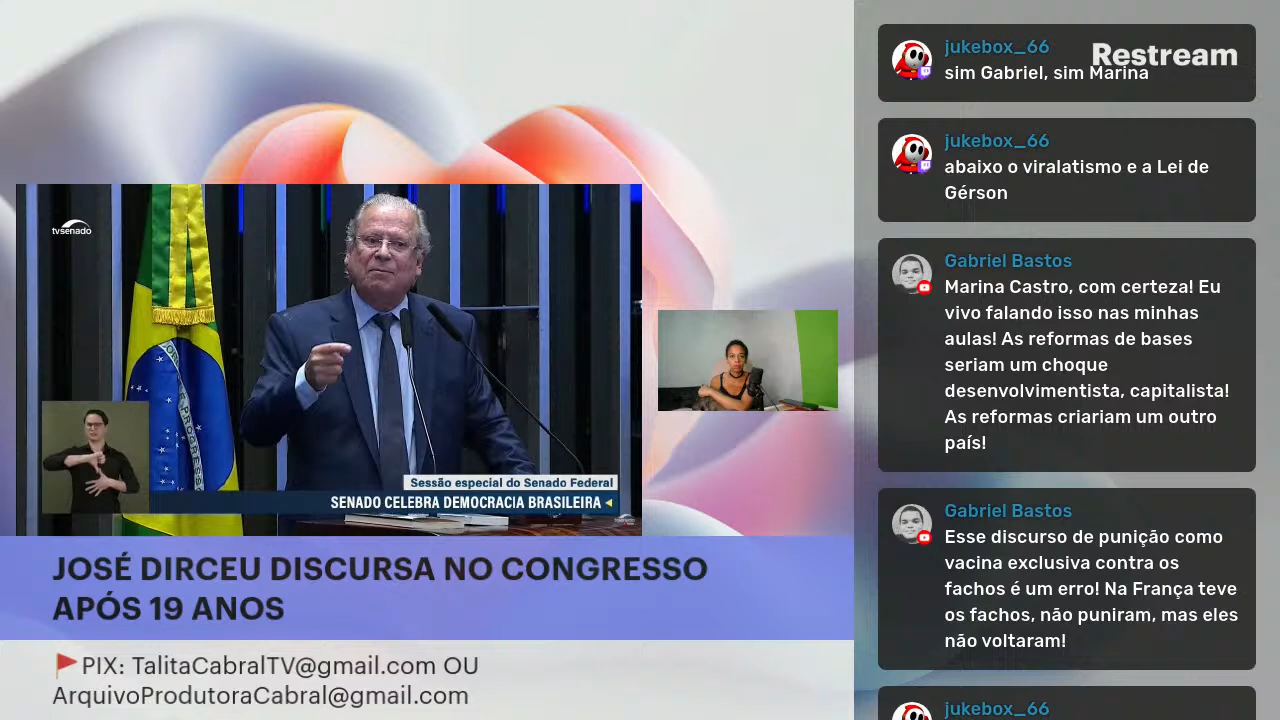 tvsenado
Sessão especial do Senado Federal
SENADO CELEBRA DEMOCRACIA BRASILEIRA
JOSÉ DIRCEU DISCURSA NO CONGRESSO
APÓS 19 ANOS
PIX: TalitaCabralTV@gmail.com OU
ArquivoProdutoraCabral@gmail.com
Restream
jukebox_66
sim Gabriel, sim Marina
jukebox_66
abaixo o viralatismo e a Lei de
Gérson
Gabriel Bastos
Marina Castro, com certeza! Eu
vivo falando isso nas minhas
aulas! As reformas de bases
seriam um choque
desenvolvimentista, capitalista!
As reformas criariam um outro
país!
Gabriel Bastos
Esse discurso de punição como
vacina exclusiva contra os
fachos é um erro! Na França teve
os fachos, não puniram, mas eles
não voltaram!
jukebox_66